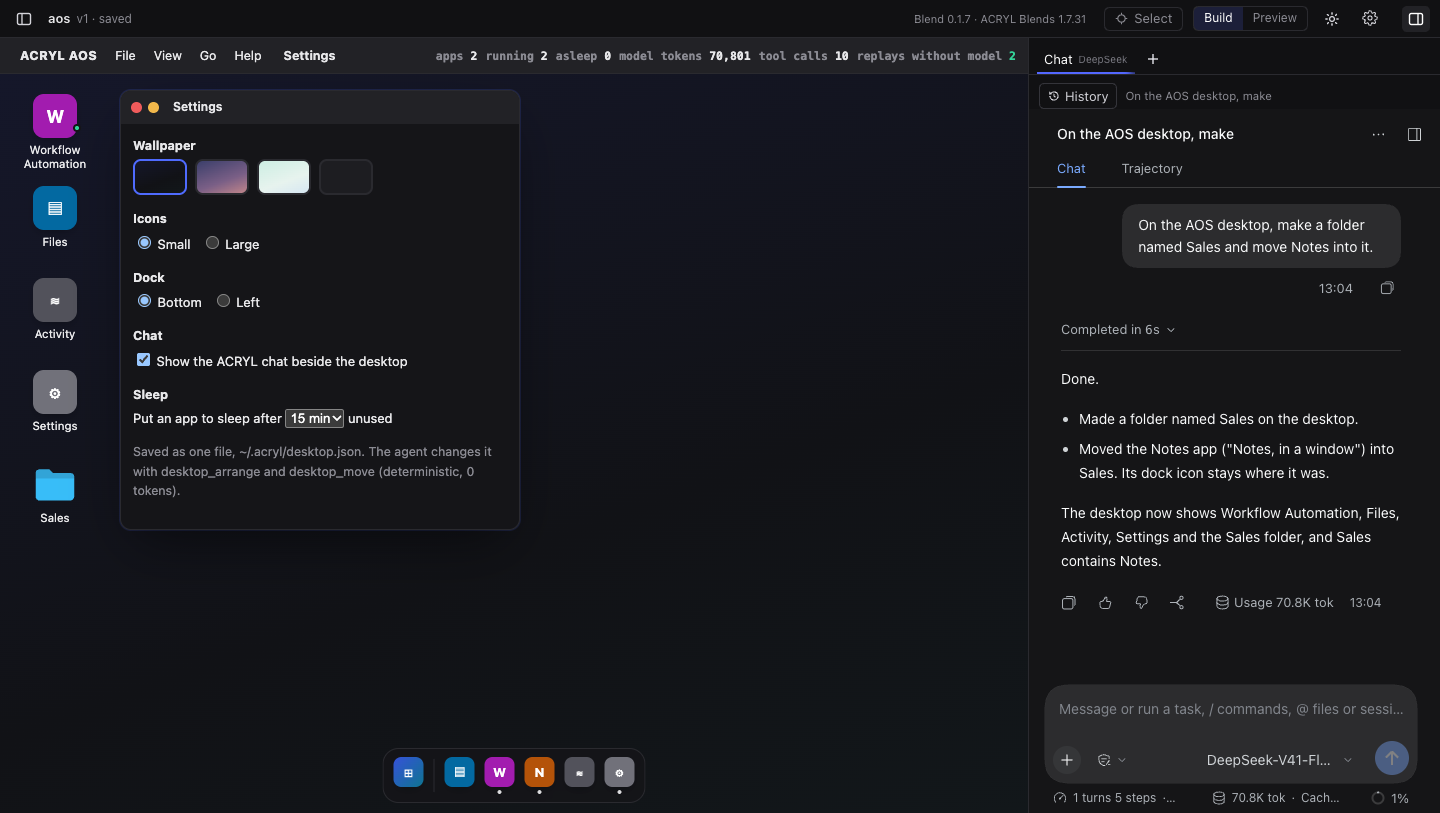 aos v1 · saved
Blend 0.1.7 · ACRYL Blends 1.7.31
Select
Build
Preview
ACRYL AOS File View Go Help Settings
apps 2 running 2 asleep 0 model tokens 70,801 tool calls 10 replays without model 2
W
Workflow
Automation
Files
Activity
Settings
Sales
Settings
Wallpaper
Icons
Small
Large
Dock
Bottom
Left
Chat
Show the ACRYL chat beside the desktop
Sleep
Put an app to sleep after 15 min unused
Saved as one file, ~/.acryl/desktop.json. The agent changes it
with desktop_arrange and desktop_move (deterministic, 0
tokens).
W
N
Chat DeepSeek
History
On the AOS desktop, make
On the AOS desktop, make
Chat
Trajectory
On the AOS desktop, make a folder
named Sales and move Notes into it.
13:04
Completed in 6s
Done.
• Made a folder named Sales on the desktop.
• Moved the Notes app ("Notes, in a window") into
Sales. Its dock icon stays where it was.
The desktop now shows Workflow Automation, Files,
Activity, Settings and the Sales folder, and Sales
contains Notes.
Usage 70.8K tok
13:04
Message or run a task, / commands, @ files or sessi...
DeepSeek-V41-Fl...
1 turns 5 steps ·...
70.8K tok · Cach...
1%